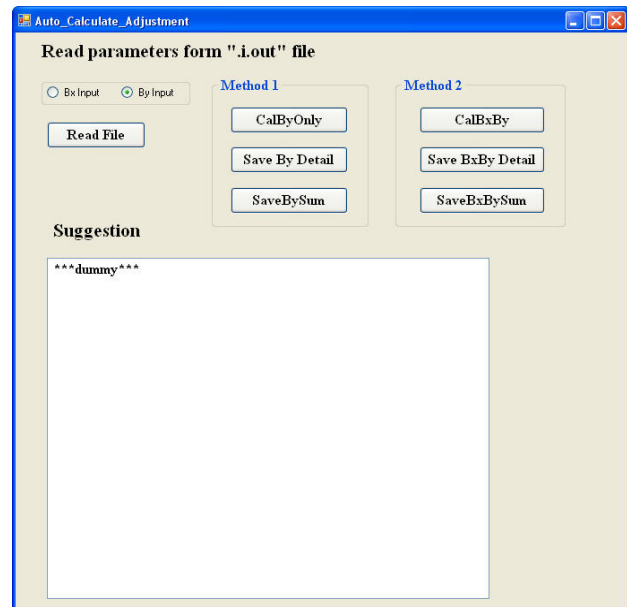 Auto_Calculate_Adjustment
Read parameters form ".i.out" file
Bx Input By Input
Read File
Method 1
CalByOnly
Save By Detail
SaveBySum
Method 2
CalBxBy
Save BxBy Detail
SaveBxBySum
Suggestion
***dummy***